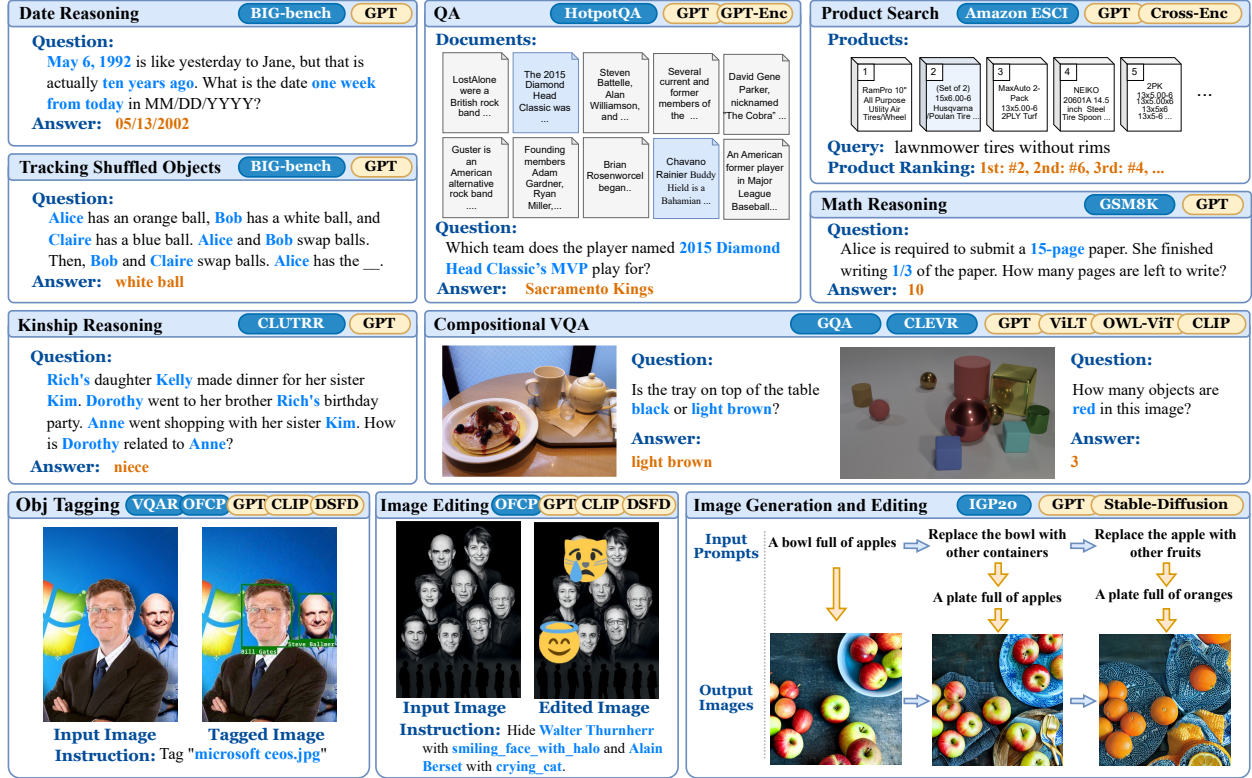 Date Reasoning BIG-bench GPT
Question:
May 6, 1992 is like yesterday to Jane, but that is
actually ten years ago. What is the date one week
from today in MM/DD/YYYY?
Answer: 05/13/2002
Tracking Shuffled Objects BIG-bench GPT
Question:
Alice has an orange ball, Bob has a white ball, and
Claire has a blue ball. Alice and Bob swap balls.
Then, Bob and Claire swap balls. Alice has the __.
Answer: white ball
Kinship Reasoning CLUTRR GPT
Question:
Rich's daughter Kelly made dinner for her sister
Kim. Dorothy went to her brother Rich's birthday
party. Anne went shopping with her sister Kim. How
is Dorothy related to Anne?
Answer: niece
QA HotpotQA GPT GPT-Enc
Documents:
LostAlone
were a
British rock
band ...
The 2015
Diamond
Head
Classic was
...
Steven
Battelle,
Alan
Williamson,
and ...
Several
current and
former
members of
the ...
David Gene
Parker,
nicknamed
"The Cobra" ...
Guster is
an
American
alternative
rock band
....
Founding
members
Adam
Gardner,
Ryan
Miller,...
Brian
Rosenworcel
began..
Chavano
Rainier Buddy
Hield is a
Bahamian ...
An American
former player
in Major
League
Baseball...
Question:
Which team does the player named 2015 Diamond
Head Classic's MVP play for?
Answer: Sacramento Kings
Product Search Amazon ESCI GPT Cross-Enc
Products:
1
RamPro 10"
All Purpose
Utility Air
Tires/Wheel
2
(Set of 2)
15x6.00-6
Husqvarna
/Poulan Tire ...
3
MaxAuto 2-
Pack
13x5.00-6
2PLY Turf
4
NEIKO
20601A 14.5
inch Steel
Tire Spoon ...
5
2PK
13x5.00-6
13x5.00x6
13x5x6
13x5-6 ...
...
Query: lawnmower tires without rims
Product Ranking: 1st: #2, 2nd: #6, 3rd: #4, ...
Math Reasoning GSM8K GPT
Question:
Alice is required to submit a 15-page paper. She finished
writing 1/3 of the paper. How many pages are left to write?
Answer: 10
Compositional VQA GQA CLEVR GPT ViLT OWL-ViT CLIP
Question:
Is the tray on top of the table
black or light brown?
Answer:
light brown
Question:
How many objects are
red in this image?
Answer:
3
Obj Tagging VQAR OFCP GPT CLIP DSFD
Bill Gates
Steve Ballmer
Input Image Tagged Image
Instruction: Tag "microsoft ceos.jpg"
Image Editing OFCP GPT CLIP DSFD
Input Image Edited Image
Instruction: Hide Walter Thurnherr
with smiling_face_with_halo and Alain
Berset with crying_cat.
Image Generation and Editing IGP20 GPT Stable-Diffusion
Input
Prompts
A bowl full of apples
Replace the bowl with
other containers
Replace the apple with
other fruits
A plate full of apples
A plate full of oranges
Output
Images